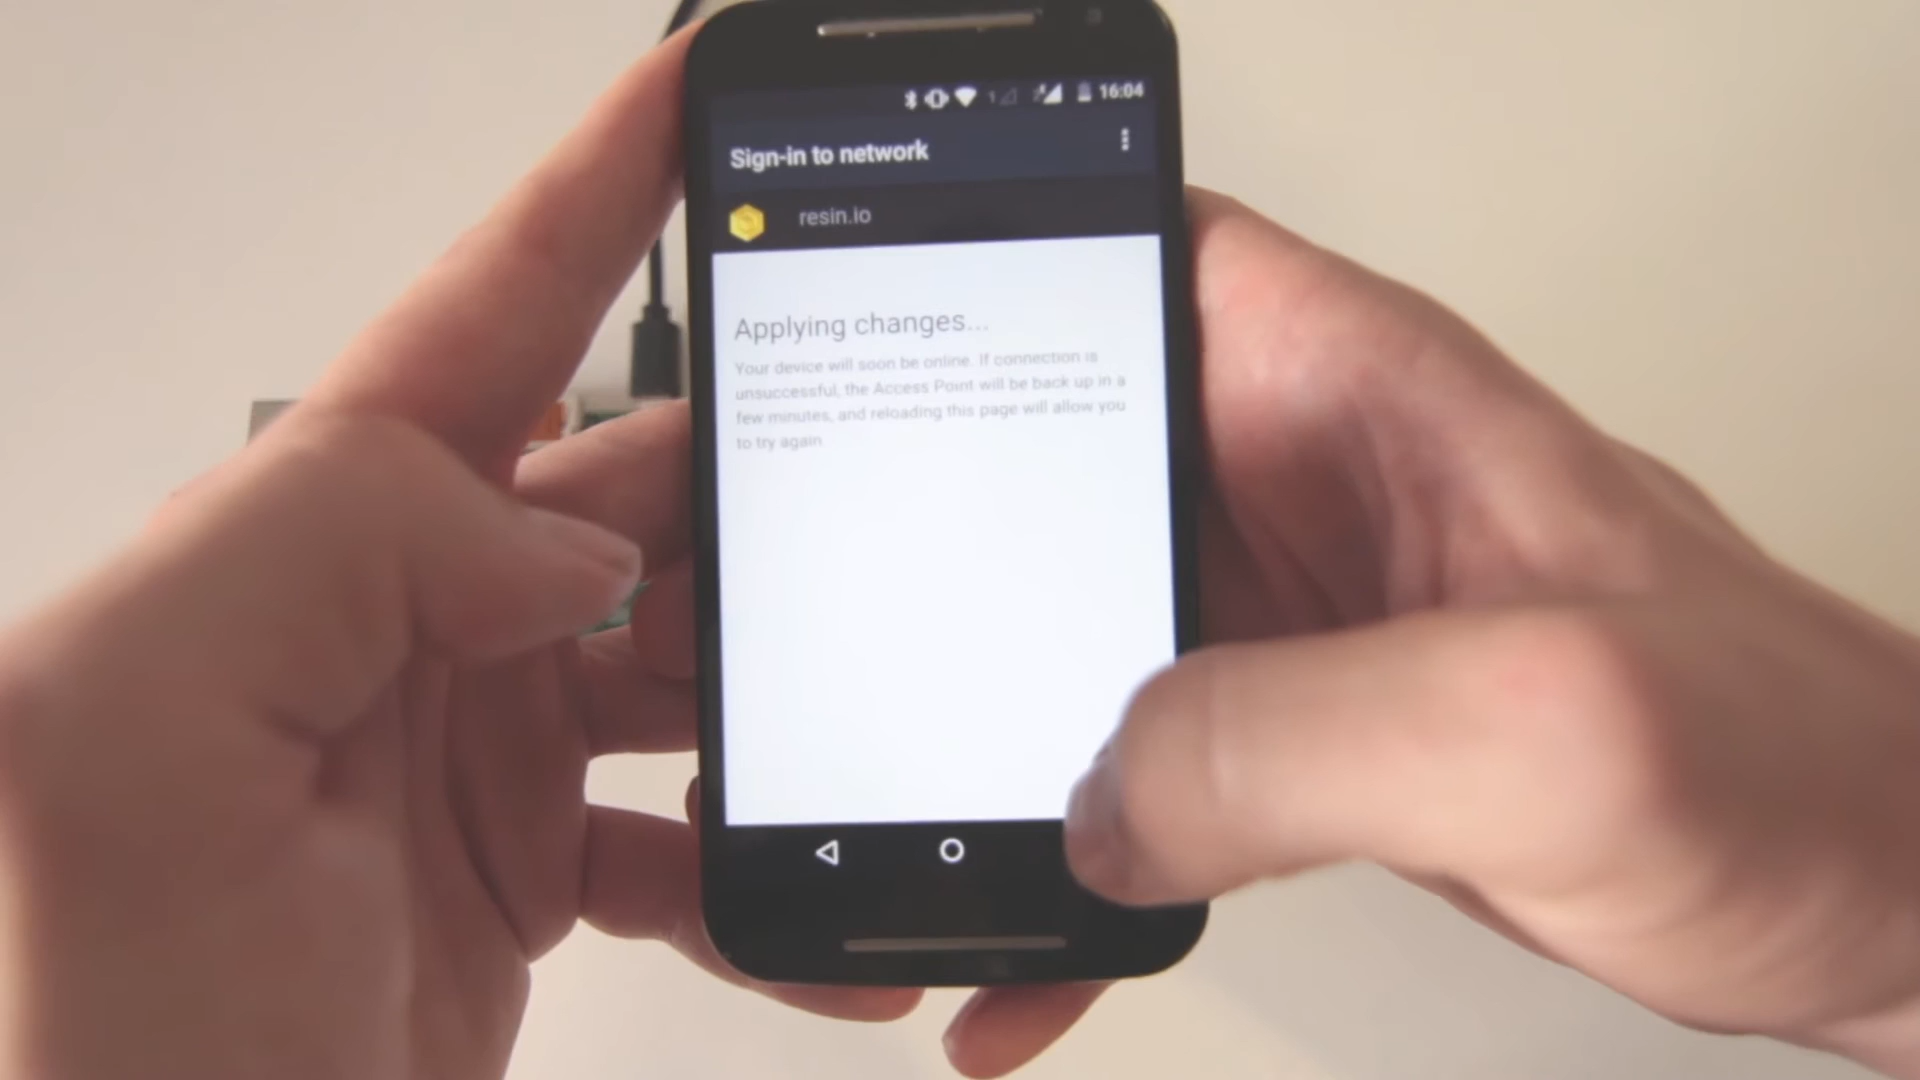 1 16:04
Sign-in to network
resin.io
Applying changes...
Your device will soon be online. If connection is
unsuccessful, the Access Point will be back up in a
few minutes, and reloading this page will allow you
to try again